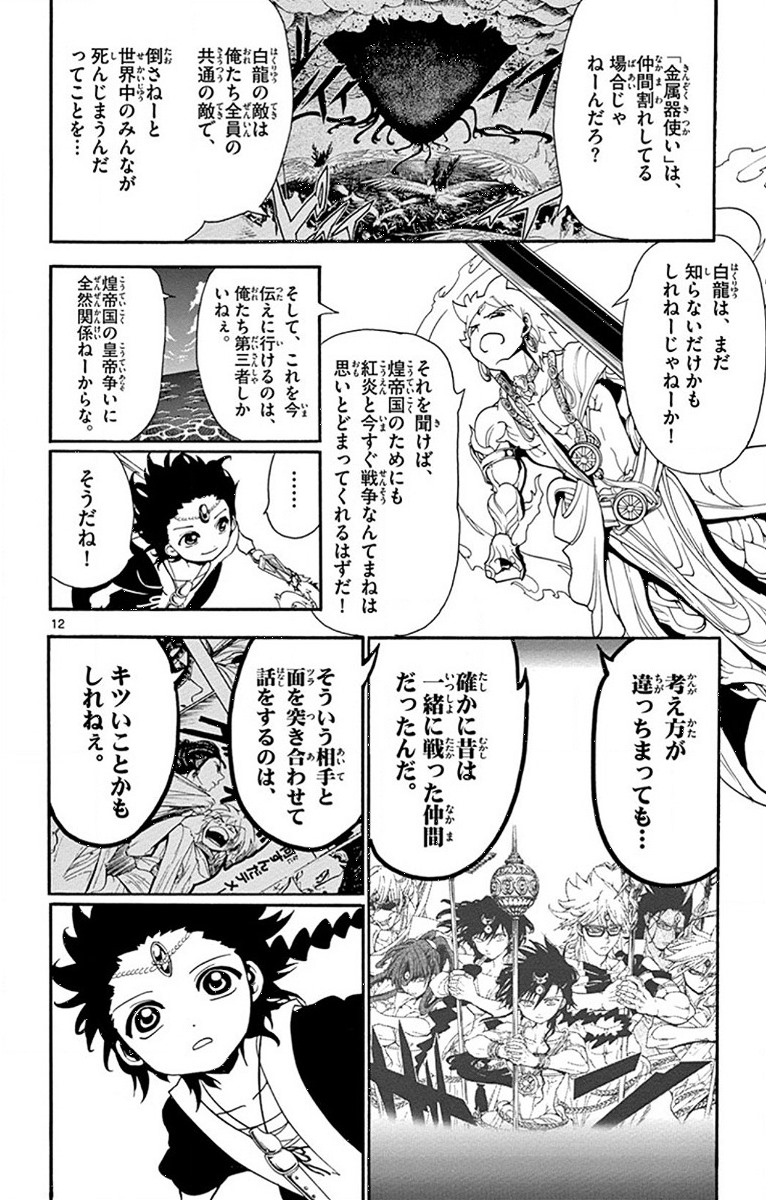 「金属器使い」は、
仲間割れしてる
場合じゃ
ねーんだろ？
白龍の敵は
俺たち全員の
共通の敵で、
倒さねーと
世界中のみんなが
死んじまうんだ
ってことを…
白龍は、まだ
知らないだけかも
しれねーじゃねーか！
それを聞けば、
煌帝国のためにも
紅炎と今すぐ戦争なんてまねは
思いとどまってくれるはずだ！
そして、これを今
伝えに行けるのは、
俺たち第三者しか
いねぇ。
煌帝国の皇帝争いに
全然関係ねーからな。
……
そうだね！
12
考え方が
違っちまっても…
確かに昔は
一緒に戦った仲間
だったんだ。
そういう相手と
面を突き合わせて
話をするのは、
キツいことかも
しれねぇ。